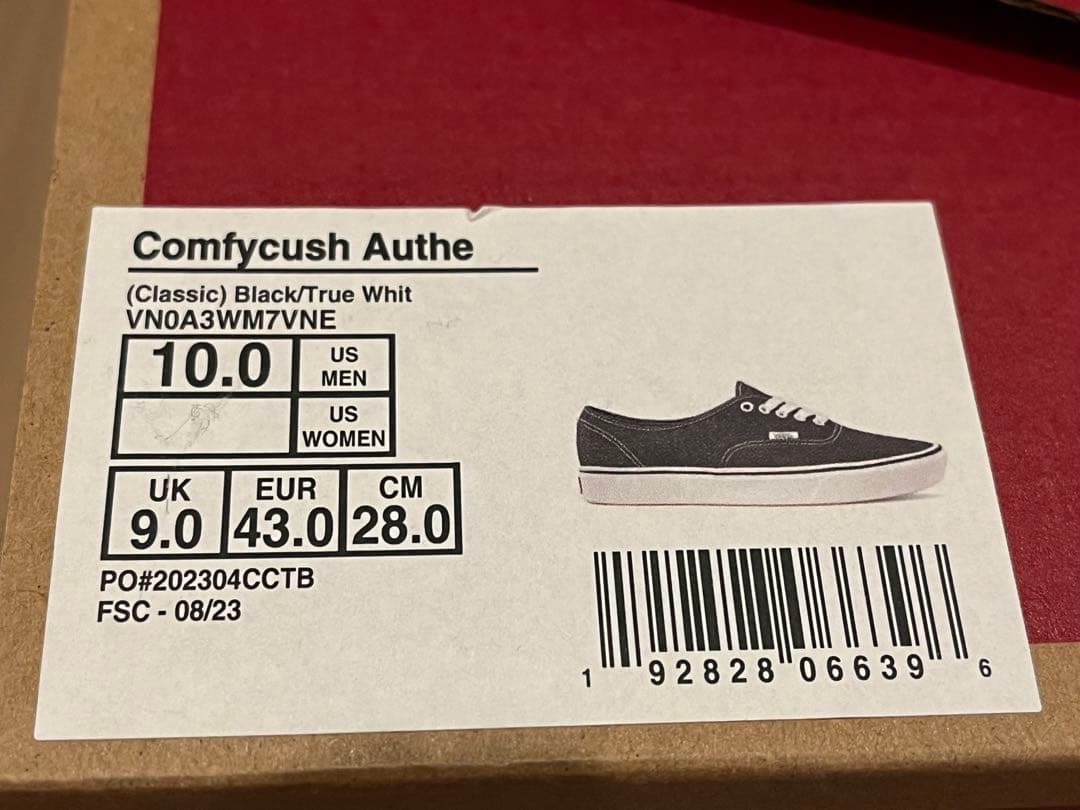 Comfycush Authe
(Classic) Black/True Whit
VN0A3WM7VNE
10.0 US MEN
US WOMEN
UK EUR CM
9.0 43.0 28.0
PO#202304CCTB
FSC - 08/23
1 92828 06639 6